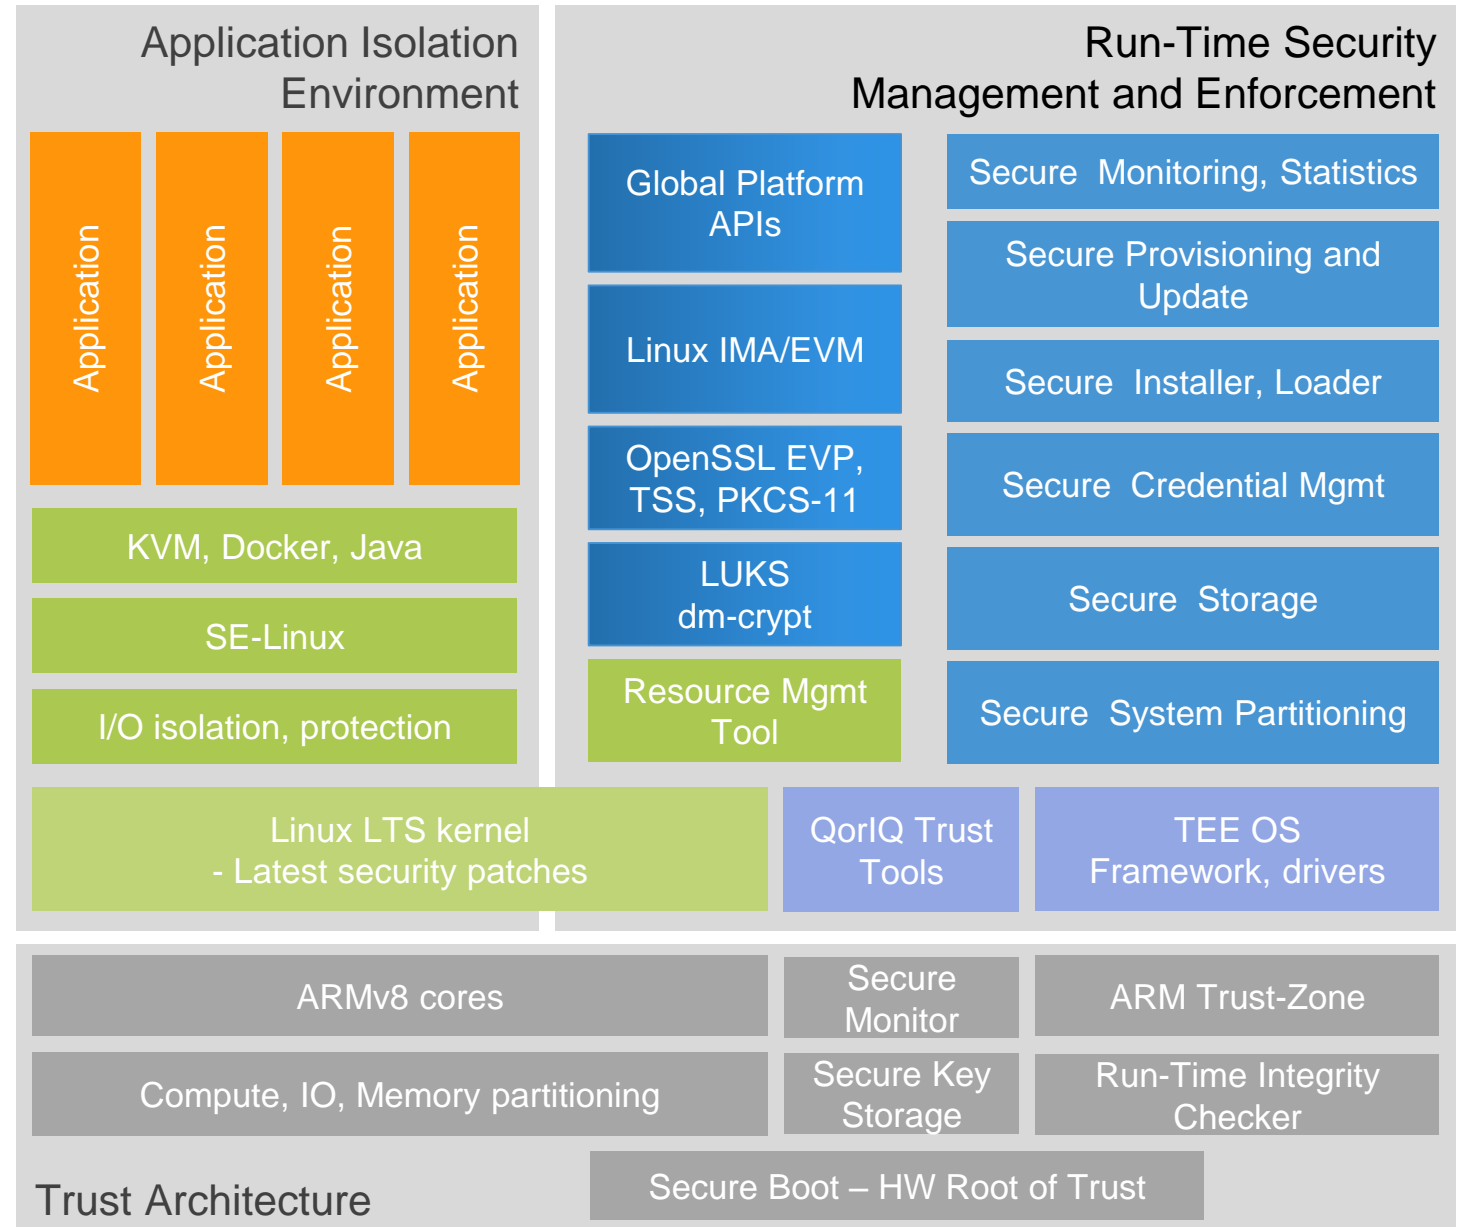 Application Isolation
Environment
Application
Application
Application
Application
KVM, Docker, Java
SE-Linux
I/O isolation, protection
Run-Time Security
Management and Enforcement
Global Platform
APIs
Linux IMA/EVM
OpenSSL EVP,
TSS, PKCS-11
LUKS
dm-crypt
Resource Mgmt
Tool
Secure Monitoring, Statistics
Secure Provisioning and
Update
Secure Installer, Loader
Secure Credential Mgmt
Secure Storage
Secure System Partitioning
Linux LTS kernel
- Latest security patches
QorIQ Trust
Tools
TEE OS
Framework, drivers
ARMv8 cores
Secure
Monitor
ARM Trust-Zone
Compute, IO, Memory partitioning
Secure Key
Storage
Run-Time Integrity
Checker
Trust Architecture
Secure Boot – HW Root of Trust